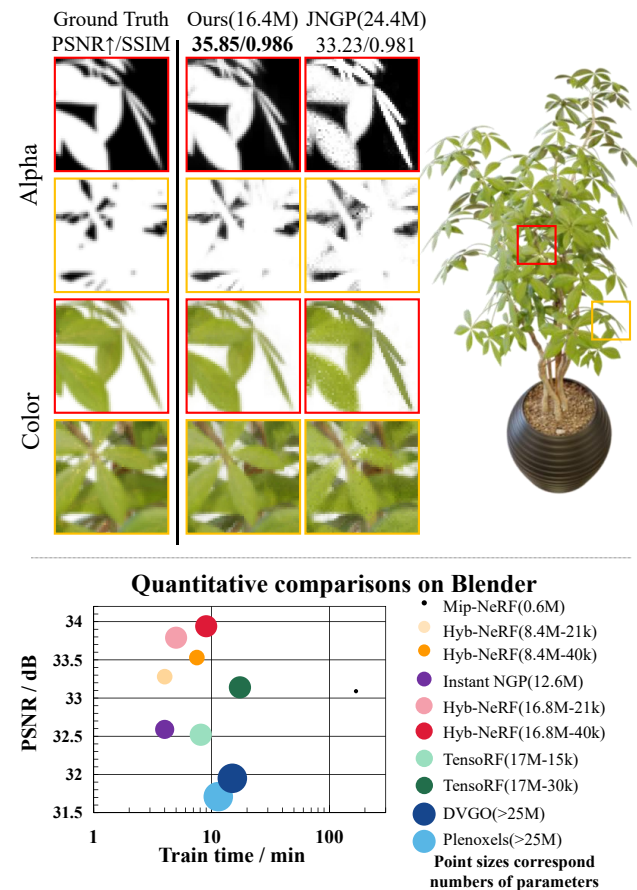 Ground Truth Ours(16.4M) JNGP(24.4M)
PSNR↑/SSIM 35.85/0.986 33.23/0.981
Alpha
Color
Quantitative comparisons on Blender
PSNR / dB
34
33.5
33
32.5
32
31.5
1 10 100
Train time / min
Mip-NeRF(0.6M)
Hyb-NeRF(8.4M-21k)
Hyb-NeRF(8.4M-40k)
Instant NGP(12.6M)
Hyb-NeRF(16.8M-21k)
Hyb-NeRF(16.8M-40k)
TensoRF(17M-15k)
TensoRF(17M-30k)
DVGO(>25M)
Plenoxels(>25M)
Point sizes correspond
numbers of parameters